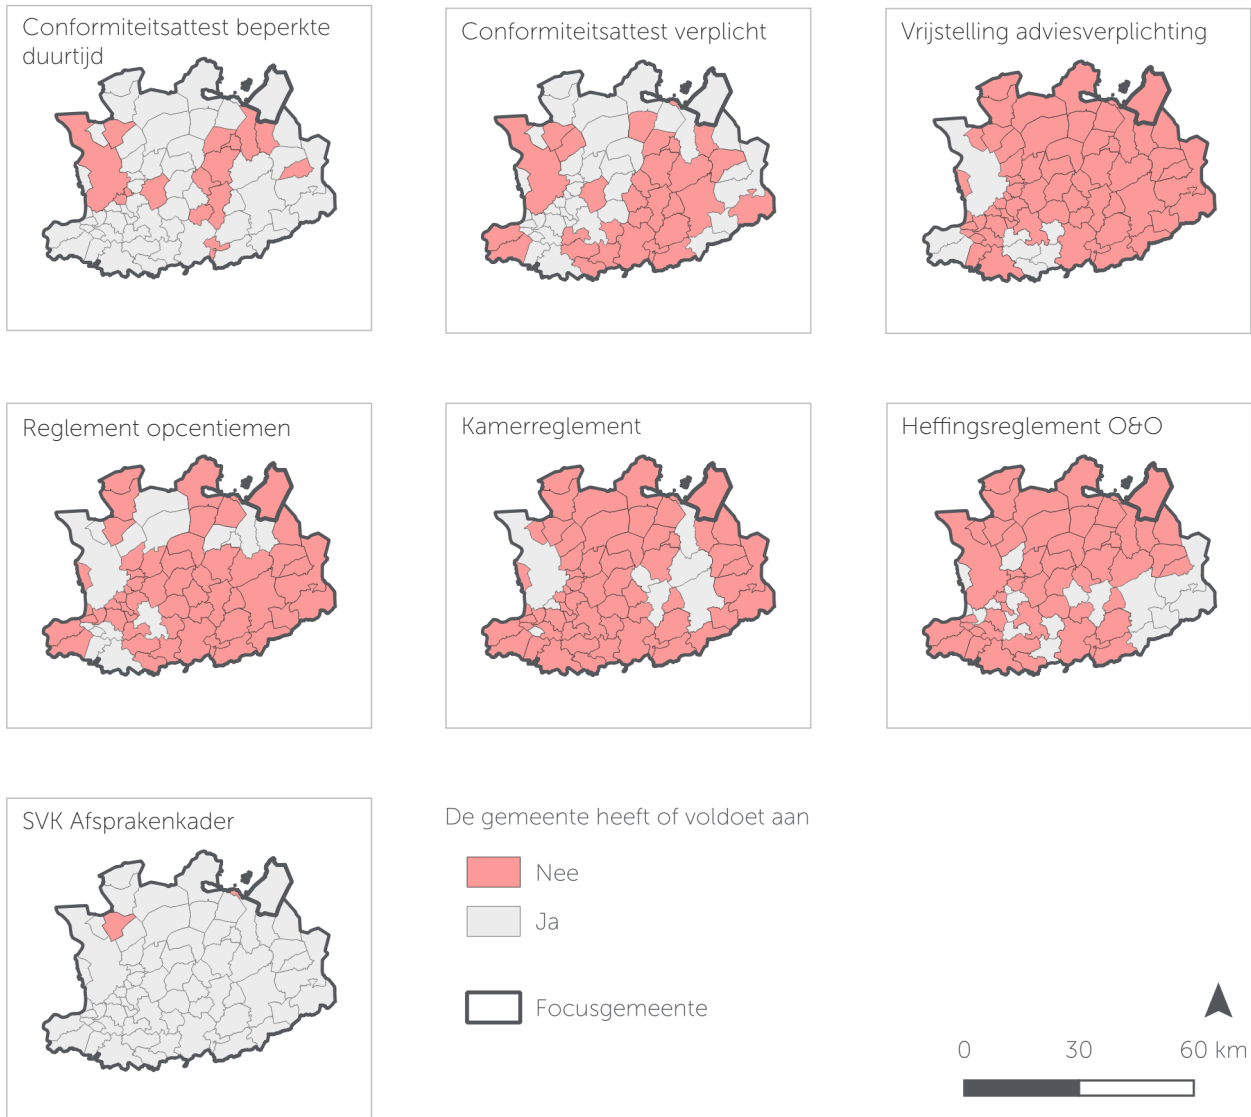 Conformiteitsattest beperkte
duurtijd
Conformiteitsattest verplicht
Vrijstelling adviesverplichting
Reglement opcentiemen
Kamerreglement
Heffingsreglement O&O
SVK Afsprakenkader
De gemeente heeft of voldoet aan
Nee
Ja
Focusgemeente
0 30 60 km